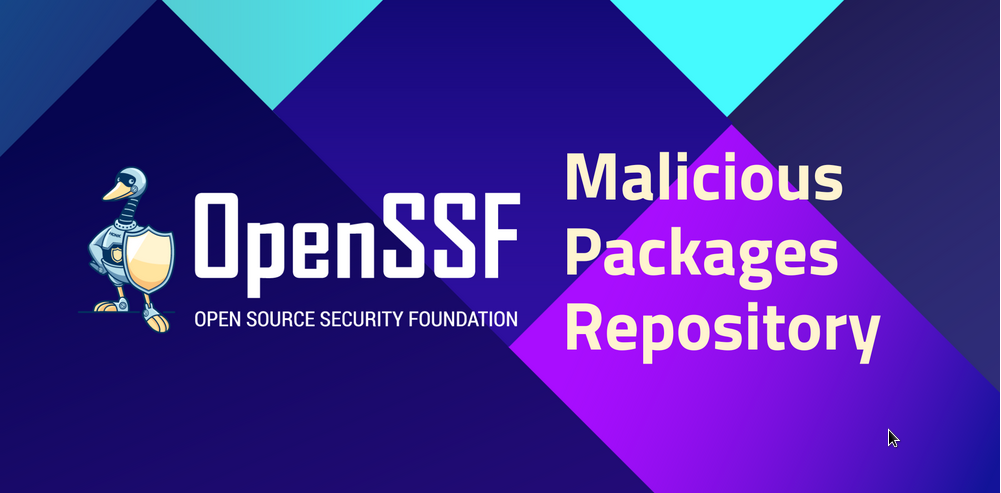 OpenSSF
OPEN SOURCE SECURITY FOUNDATION
Malicious
Packages
Repository